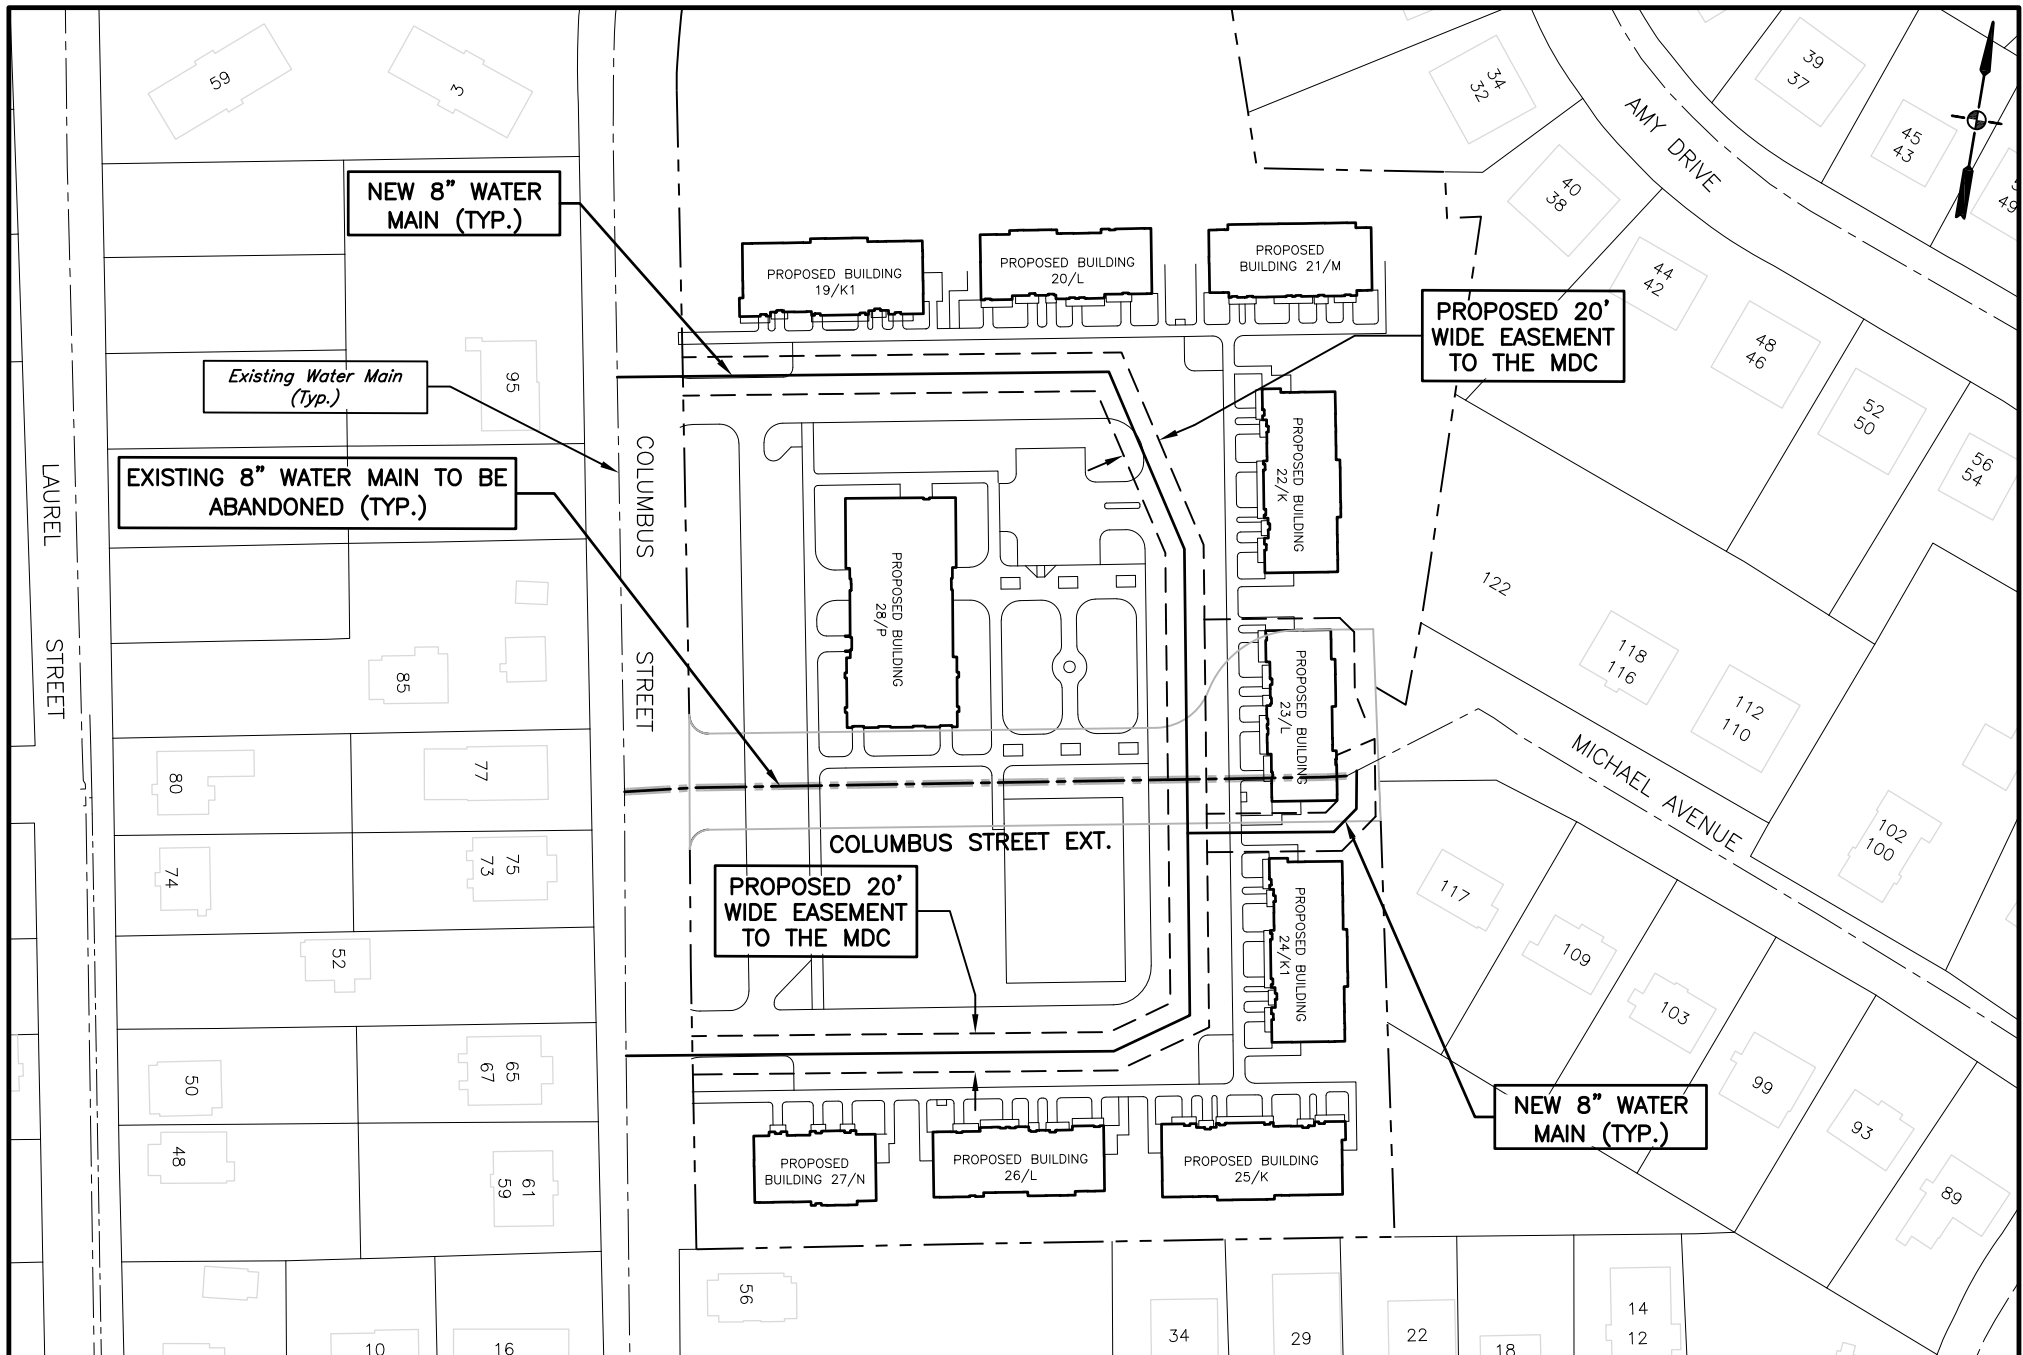 59
3
34
32
39
37
45
43
49
AMY DRIVE
40
38
NEW 8" WATER
MAIN (TYP.)
PROPOSED BUILDING
19/K1
PROPOSED BUILDING
20/L
PROPOSED
BUILDING 21/M
44
42
PROPOSED 20'
WIDE EASEMENT
TO THE MDC
48
46
52
50
56
54
Existing Water Main
(Typ.)
95
EXISTING 8" WATER MAIN TO BE
ABANDONED (TYP.)
LAUREL STREET
COLUMBUS STREET
PROPOSED BUILDING
22/K
PROPOSED BUILDING
28/P
122
118
116
112
110
85
PROPOSED BUILDING
23/L
MICHAEL AVENUE
80
77
102
100
COLUMBUS STREET EXT.
74
75
73
PROPOSED 20'
WIDE EASEMENT
TO THE MDC
PROPOSED BUILDING
24/K1
117
109
103
99
93
89
52
50
65
67
48
61
59
NEW 8" WATER
MAIN (TYP.)
PROPOSED
BUILDING 27/N
PROPOSED BUILDING
26/L
PROPOSED BUILDING
25/K
56
34
29
22
18
14
12
10
16